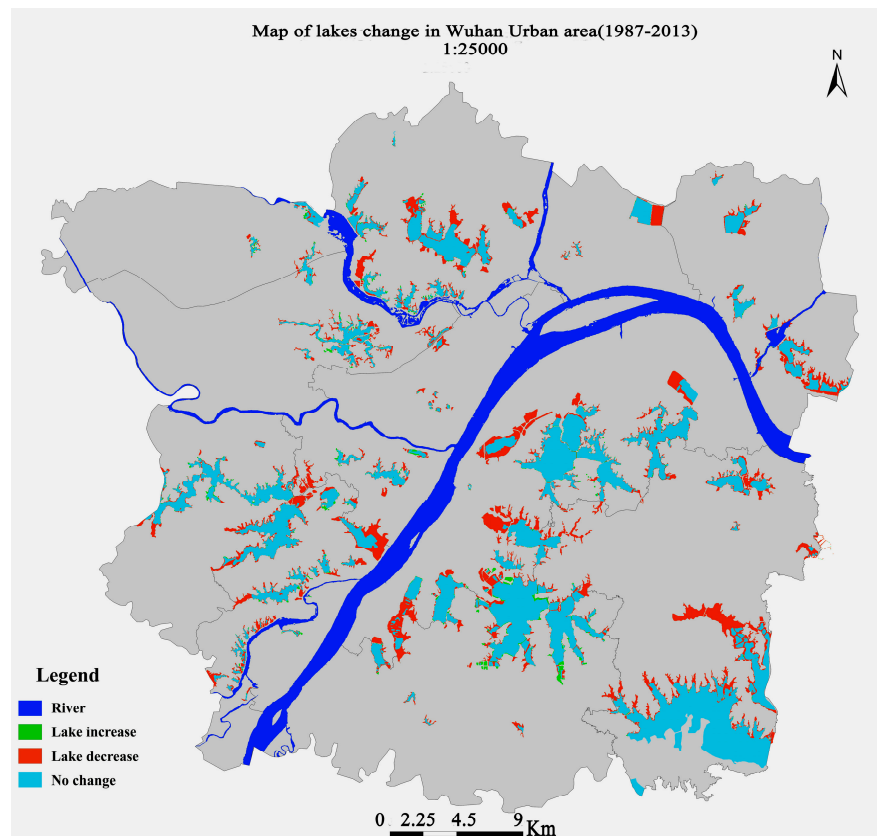 Map of lakes change in Wuhan Urban area(1987-2013)
1:25000
N
Legend
River
Lake increase
Lake decrease
No change
0 2.25 4.5 9 Km